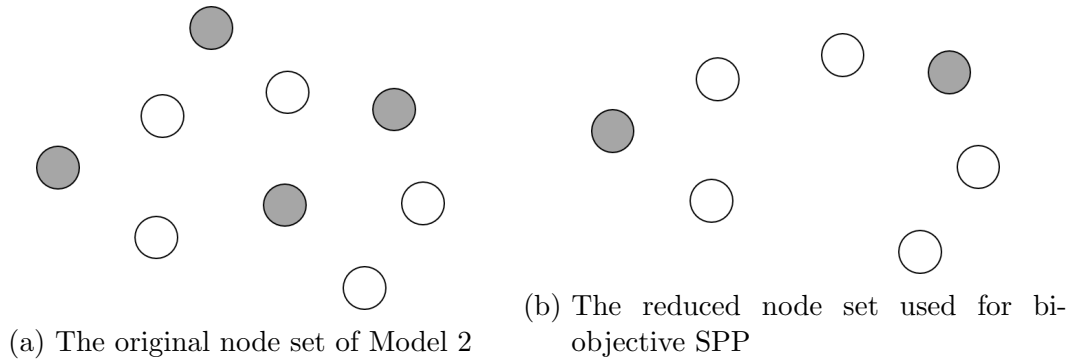 (a) The original node set of Model 2
(b) The reduced node set used for bi-
objective SPP